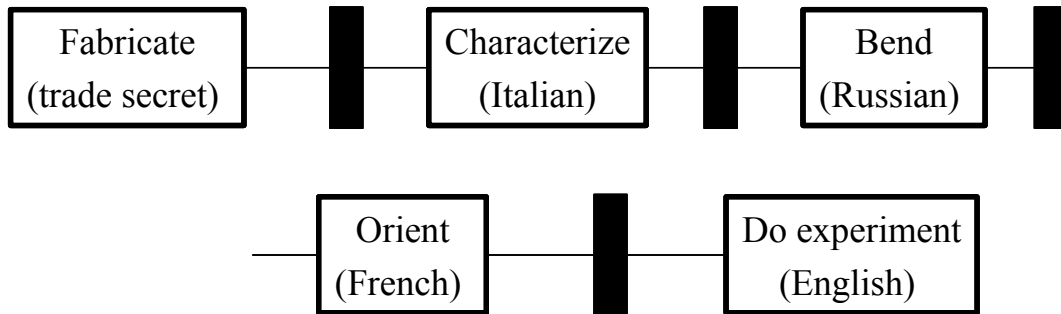 Fabricate
(trade secret)
Characterize
(Italian)
Bend
(Russian)
Orient
(French)
Do experiment
(English)